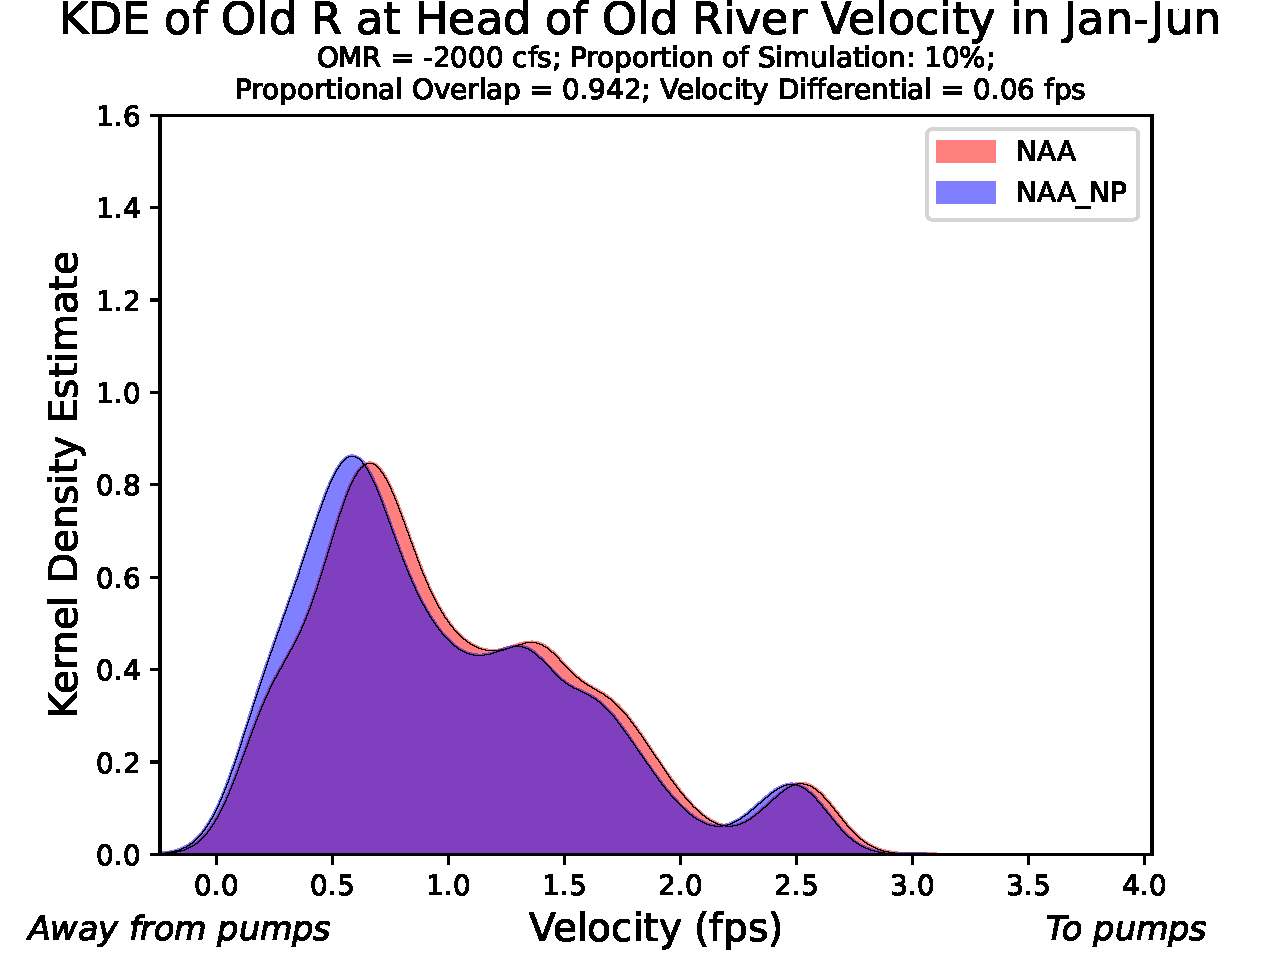 KDE of Old R at Head of Old River Velocity in Jan-Jun
OMR = -2000 cfs; Proportion of Simulation: 10%;
Proportional Overlap = 0.942; Velocity Differential = 0.06 fps
NAA
NAA_NP
Kernel Density Estimate
1.6
1.4
1.2
1.0
0.8
0.6
0.4
0.2
0.0
0.0 0.5 1.0 1.5 2.0 2.5 3.0 3.5 4.0
Away from pumps Velocity (fps) To pumps